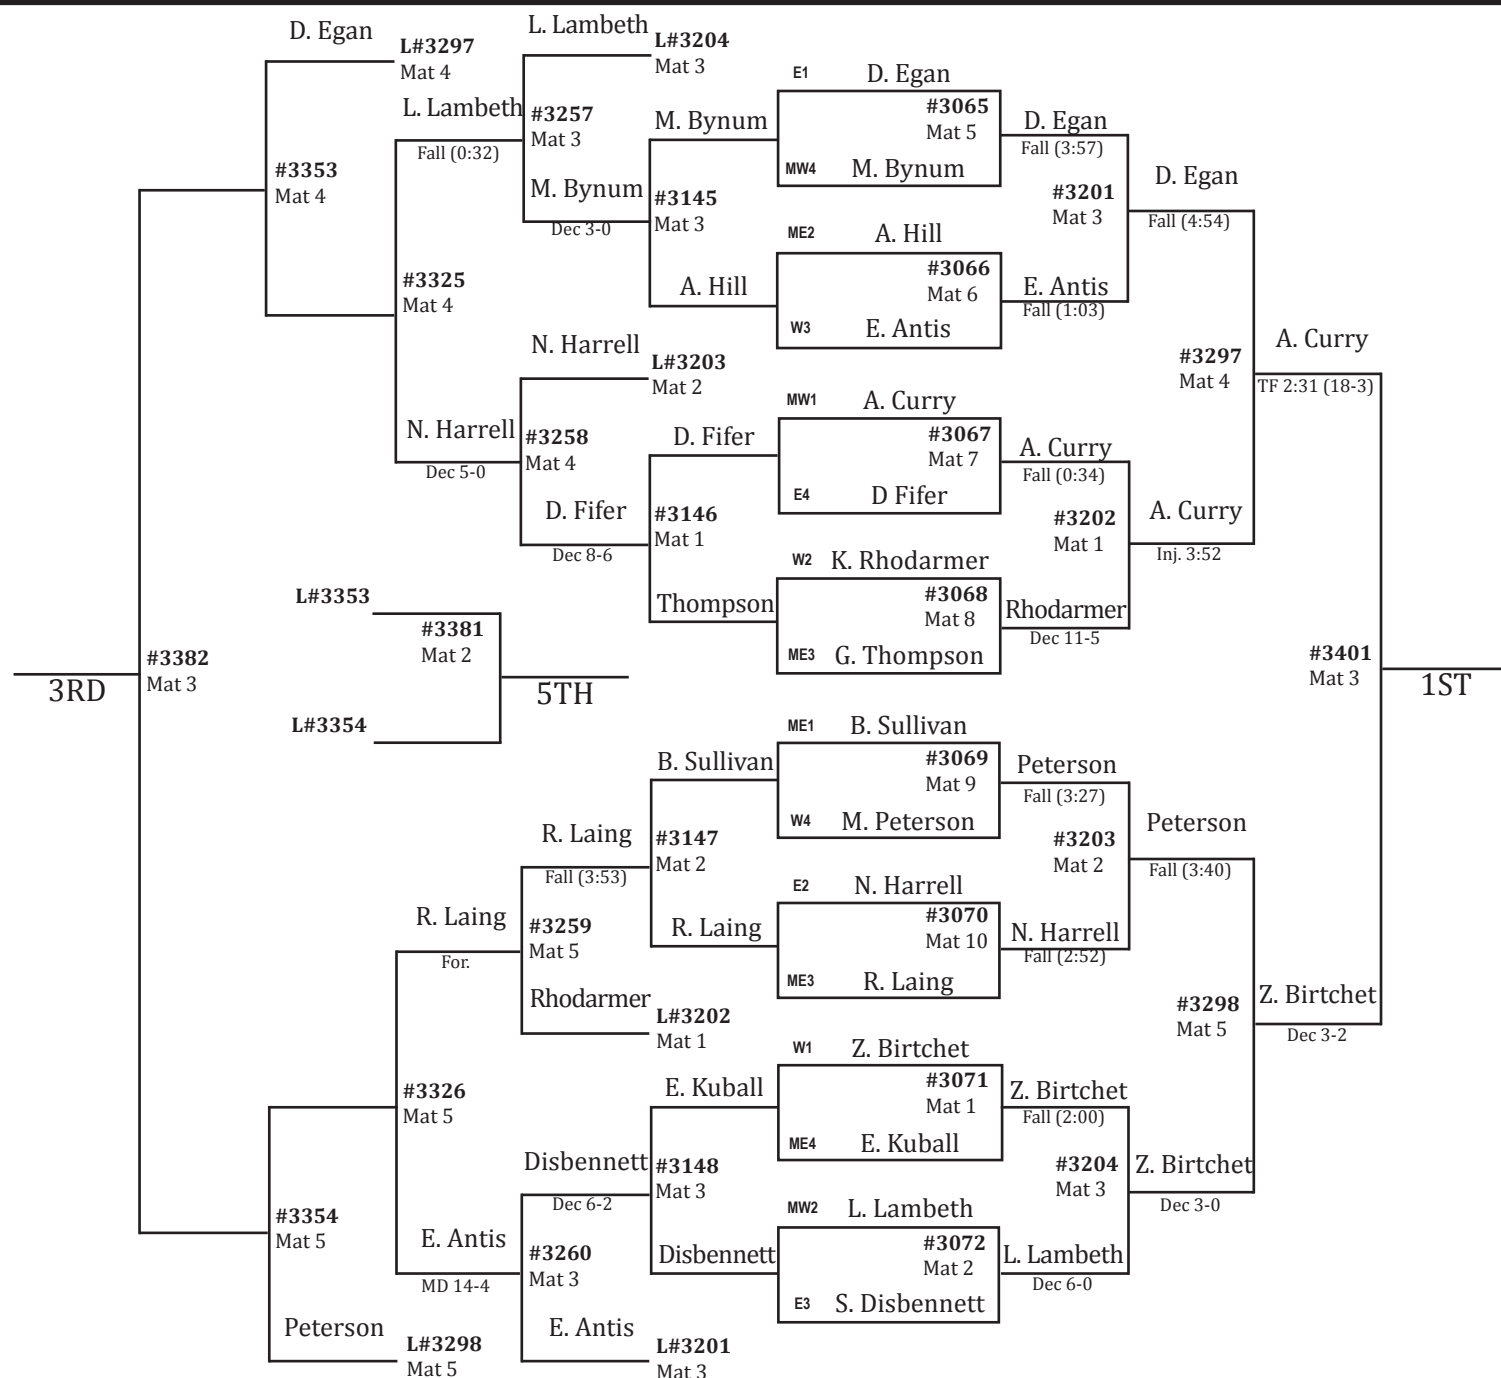 D. Egan
L#3297
Mat 4
#3353
Mat 4
L. Lambeth
Fall (0:32)
#3325
Mat 4
N. Harrell
Dec 5-0
L. Lambeth
L#3204
Mat 3
#3257
Mat 3
M. Bynum
Dec 3-0
N. Harrell
L#3203
Mat 2
#3258
Mat 4
D. Fifer
Dec 8-6
M. Bynum
#3145
Mat 3
A. Hill
D. Fifer
#3146
Mat 1
Thompson
E1 D. Egan
#3065
Mat 5
MW4 M. Bynum
ME2 A. Hill
#3066
Mat 6
W3 E. Antis
MW1 A. Curry
#3067
Mat 7
E4 D Fifer
W2 K. Rhodarmer
#3068
Mat 8
ME3 G. Thompson
D. Egan
Fall (3:57)
#3201
Mat 3
E. Antis
Fall (1:03)
A. Curry
Fall (0:34)
#3202
Mat 1
Rhodarmer
Dec 11-5
D. Egan
Fall (4:54)
#3297
Mat 4
A. Curry
Inj. 3:52
A. Curry
TF 2:31 (18-3)
L#3353
#3381
Mat 2
L#3354
5TH
#3382
Mat 3
3RD
#3401
Mat 3
1ST
B. Sullivan
#3147
Mat 2
R. Laing
E. Kuball
#3148
Mat 3
Disbennett
ME1 B. Sullivan
#3069
Mat 9
W4 M. Peterson
E2 N. Harrell
#3070
Mat 10
ME3 R. Laing
W1 Z. Birtchet
#3071
Mat 1
ME4 E. Kuball
MW2 L. Lambeth
#3072
Mat 2
E3 S. Disbennett
Peterson
Fall (3:27)
#3203
Mat 2
N. Harrell
Fall (2:52)
Z. Birtchet
Fall (2:00)
#3204
Mat 3
L. Lambeth
Dec 6-0
Peterson
Fall (3:40)
#3298
Mat 5
Z. Birtchet
Dec 3-0
Z. Birtchet
Dec 3-2
R. Laing
Fall (3:53)
#3259
Mat 5
Rhodarmer
L#3202
Mat 1
R. Laing
For.
#3326
Mat 5
E. Antis
MD 14-4
Disbennett
Dec 6-2
#3260
Mat 3
E. Antis
L#3201
Mat 3
#3354
Mat 5
Peterson
L#3298
Mat 5